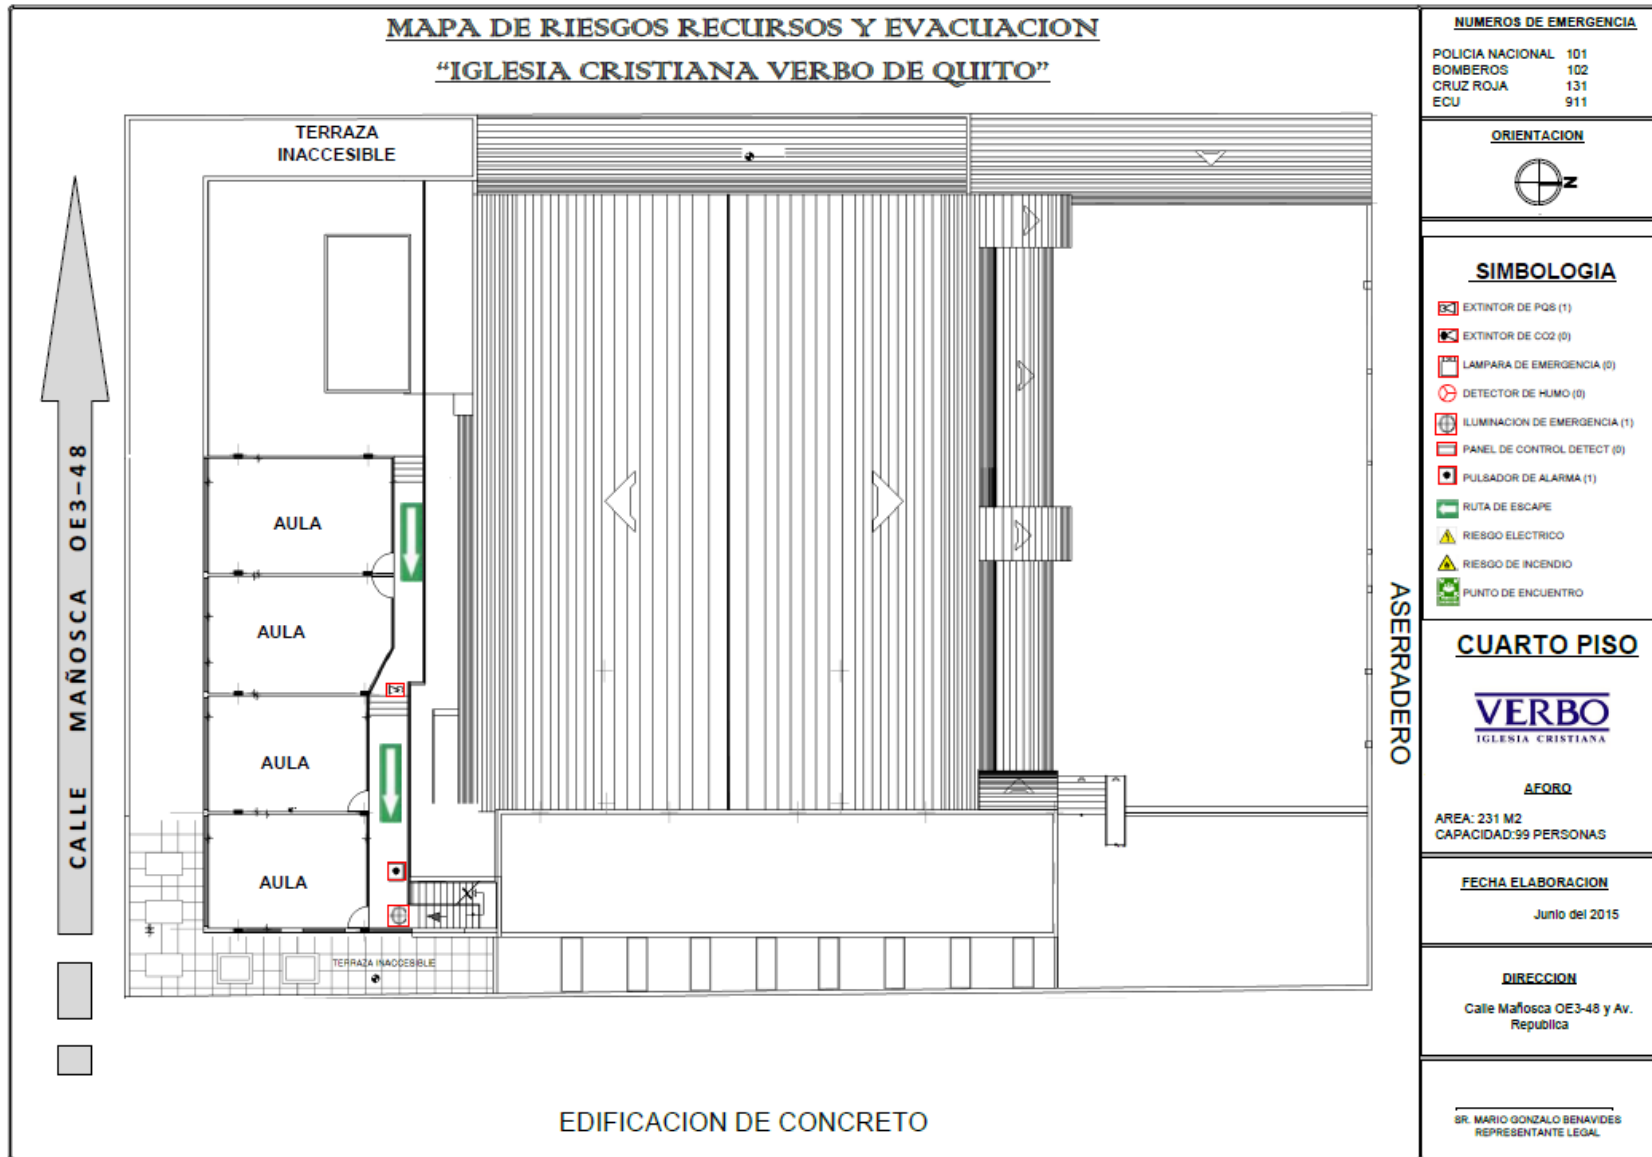 MAPA DE RIESGOS RECURSOS Y EVACUACION
“IGLESIA CRISTIANA VERBO DE QUITO”
TERRAZA
INACCESIBLE
CALLE MAÑOSCA OE3-48
AULA
AULA
AULA
AULA
TERRAZA INACCESIBLE
ASERRADERO
EDIFICACION DE CONCRETO
NUMEROS DE EMERGENCIA
POLICIA NACIONAL 101
BOMBEROS 102
CRUZ ROJA 131
ECU 911
ORIENTACION
N
SIMBOLOGIA
EXTINTOR DE PQS (1)
EXTINTOR DE CO2 (0)
LAMPARA DE EMERGENCIA (0)
DETECTOR DE HUMO (0)
ILUMINACION DE EMERGENCIA (1)
PANEL DE CONTROL DETECT (0)
PULSADOR DE ALARMA (1)
RUTA DE ESCAPE
RIESGO ELECTRICO
RIESGO DE INCENDIO
PUNTO DE ENCUENTRO
CUARTO PISO
VERBO
IGLESIA CRISTIANA
AFORO
AREA: 231 M2
CAPACIDAD:99 PERSONAS
FECHA ELABORACION
Junio del 2015
DIRECCION
Calle Mañosca OE3-48 y Av.
Republica
SR. MARIO GONZALO BENAVIDES
REPRESENTANTE LEGAL